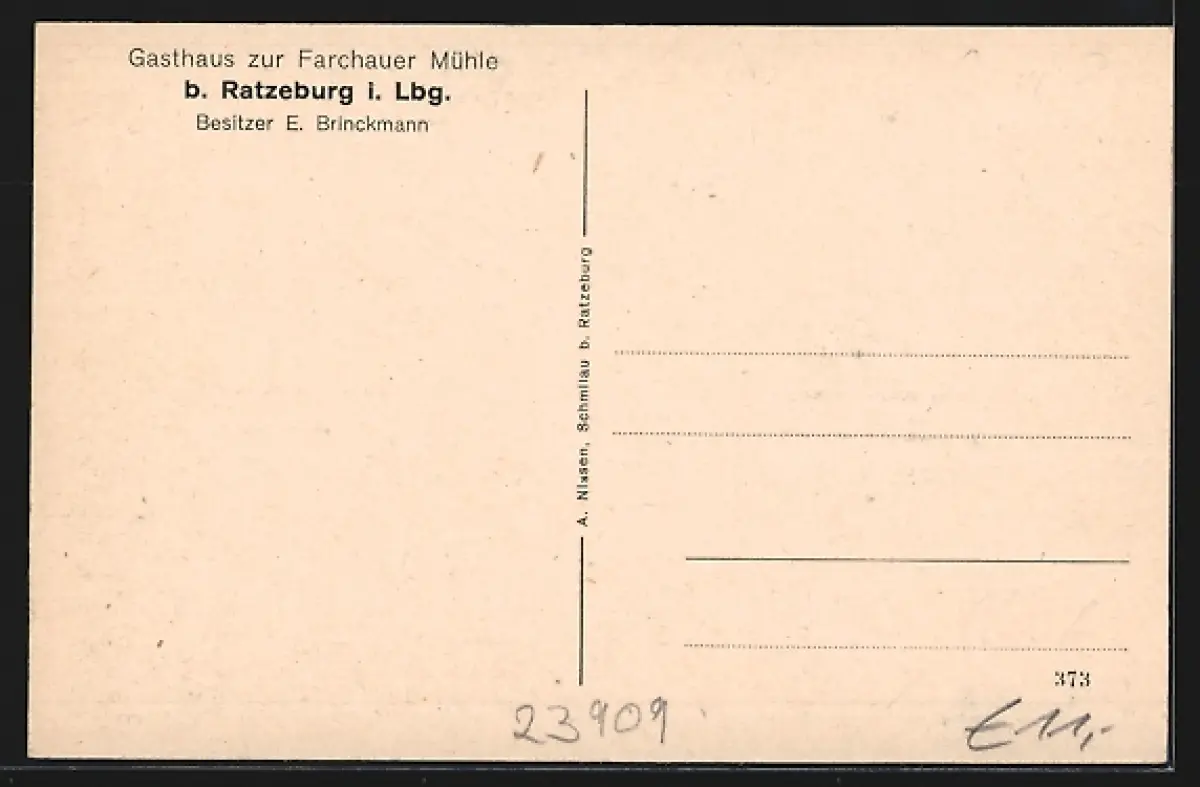 Gasthaus zur Farchauer Mühle
b. Ratzeburg i. Lbg.
Besitzer E. Brinckmann
A. Nissen, Schmilau b. Ratzeburg
373
23909
€ 11,-